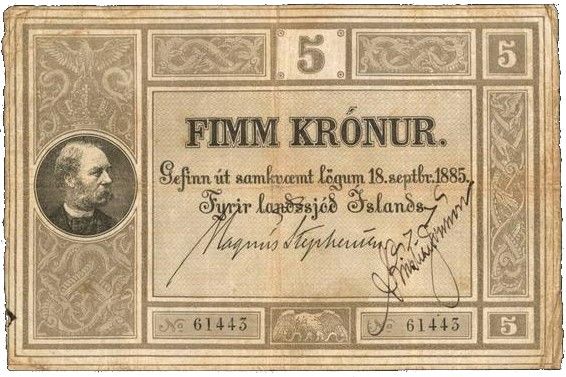 5
5
FIMM KRÓNUR.
Gefinn út samkvæmt lögum 18. septbr. 1885.
Fyrir landssjóð Íslands
Magnús Stephensen
No 61443
No 61443
5